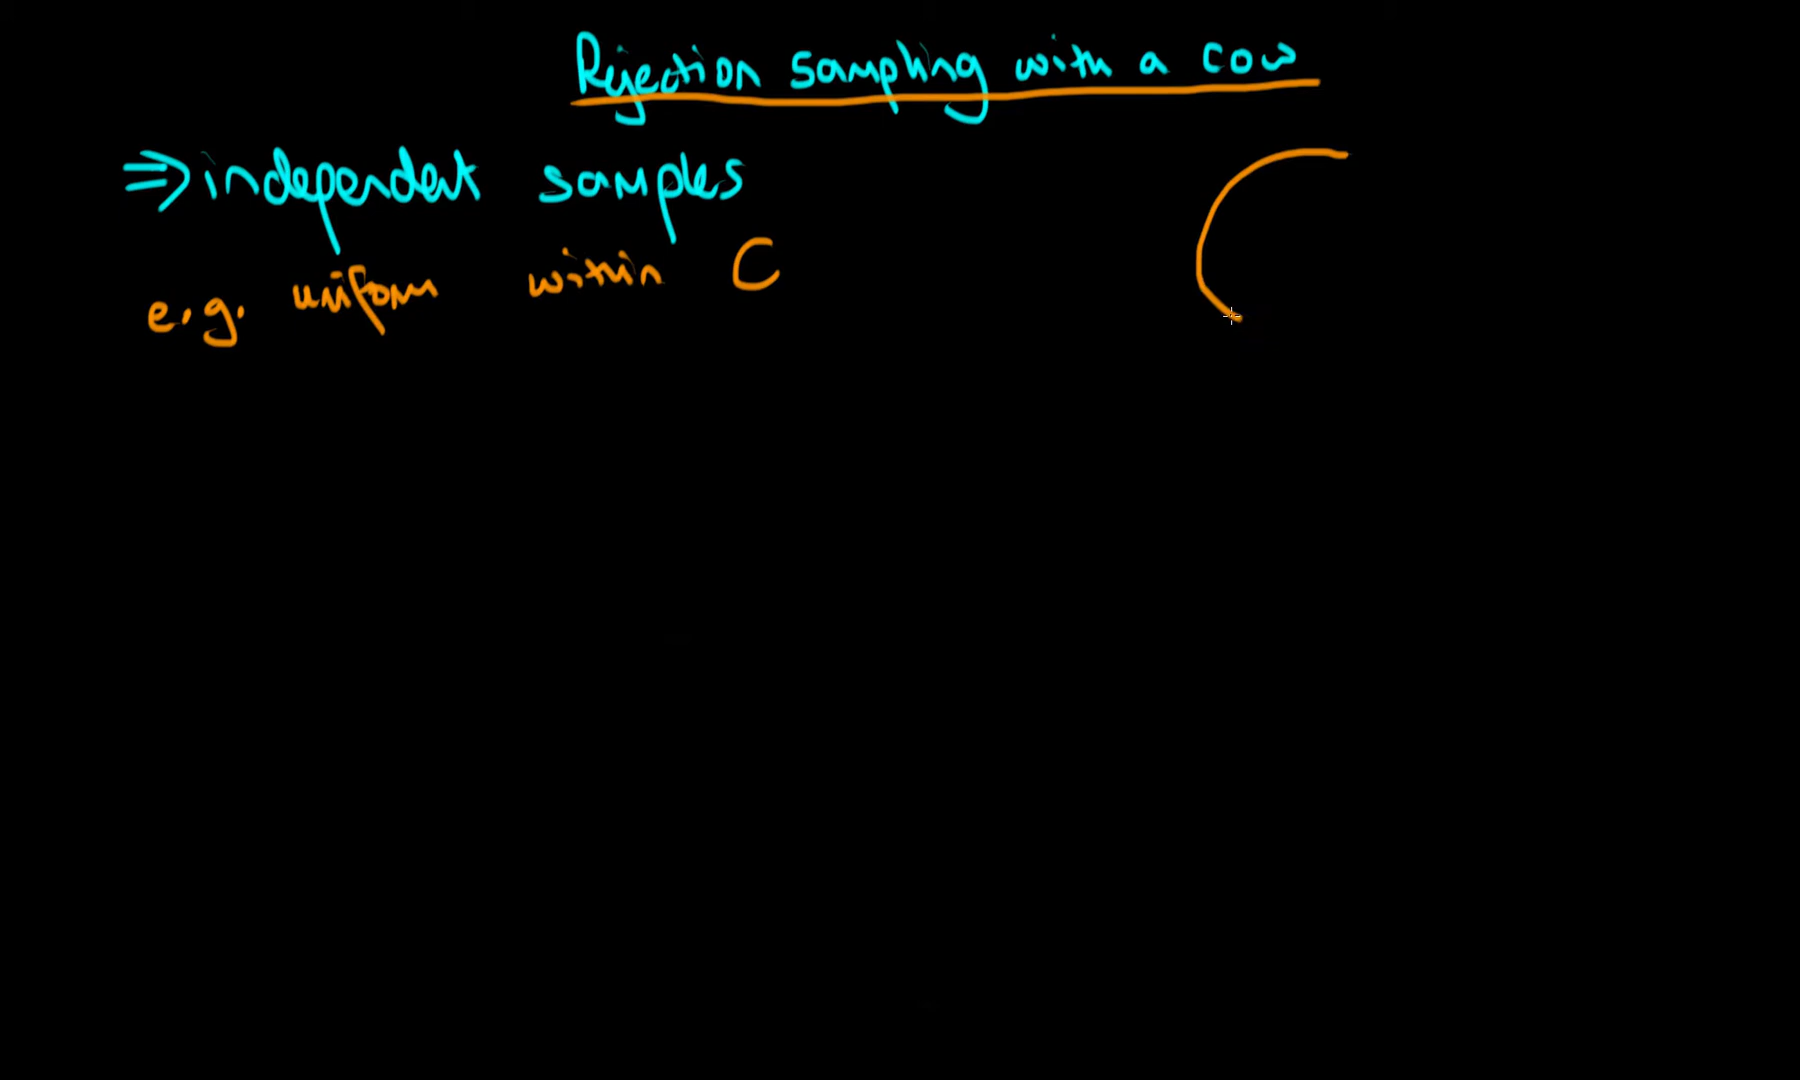 Rejection sampling with a cow
⇒ independent samples
e.g. uniform within C